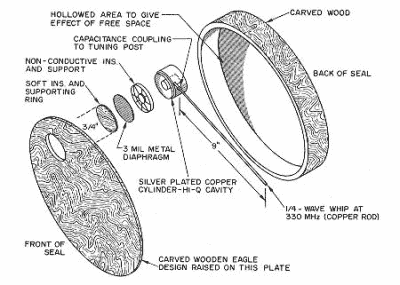 HOLLOWED AREA TO GIVE
EFFECT OF FREE SPACE
CARVED WOOD
CAPACITANCE COUPLING
TO TUNING POST
NON-CONDUCTIVE INS.
AND SUPPORT
BACK OF SEAL
SOFT INS. AND
SUPPORTING
RING
3/4"
9"
3 MIL METAL
DIAPHRAGM
SILVER PLATED COPPER
CYLINDER-HI-Q CAVITY
1/4-WAVE WHIP AT
330 MHz (COPPER ROD)
FRONT OF
SEAL
CARVED WOODEN EAGLE
DESIGN RAISED ON THIS PLATE